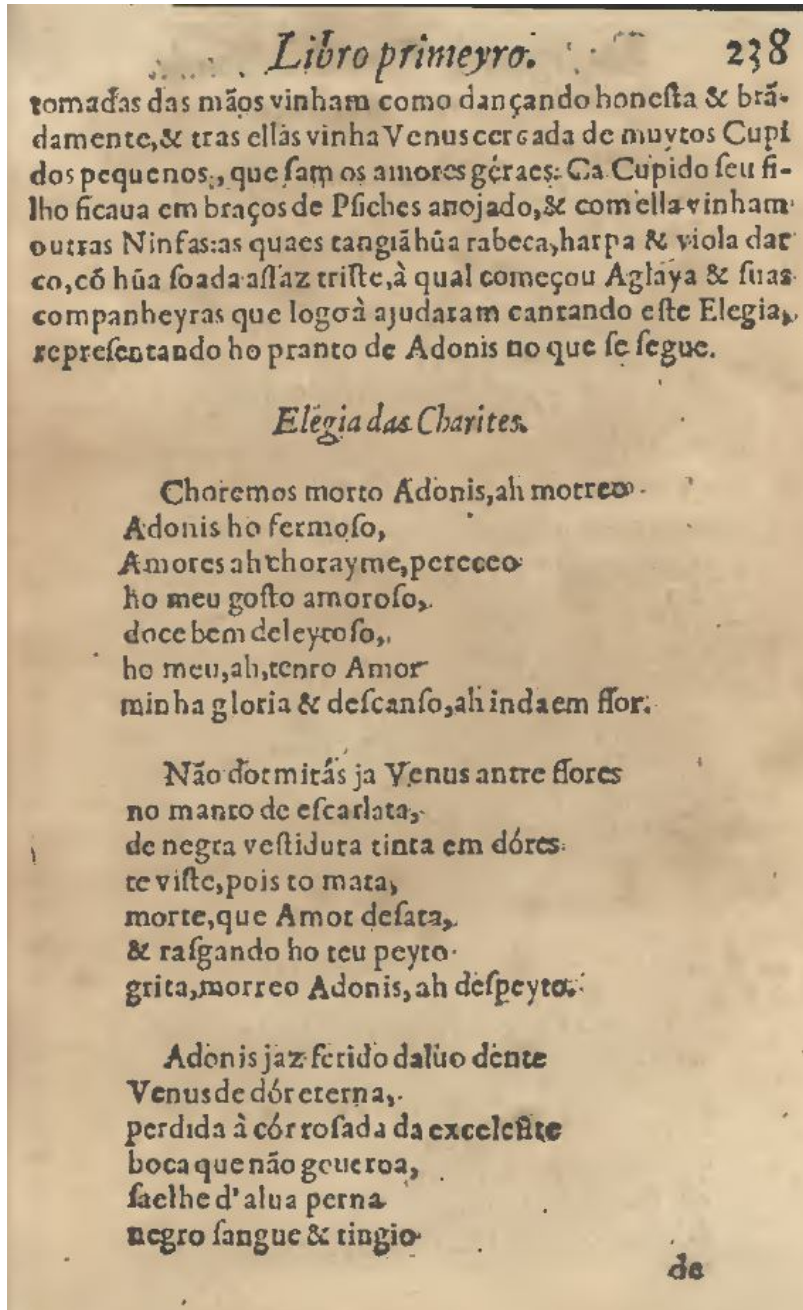 Libro primeyro. 238
tomadas das mãos vinham como dançando honeſta & brã-
damente,& tras ellas vinha Venus cercada de muytos Cupi
dos pequenos, que ſam os amores géraes. Ca Cupido ſeu fi-
lho ficaua em braços de Pſiches anojado,& com ella vinham
outras Ninfas:as quaes tangiã hũa rabeca,harpa & viola dar
co,cõ hũa ſoada aſſaz triſte,à qual começou Aglaya & ſuas
companheyras que logo à ajudaram cantando eſte Elegia,
repreſentando ho pranto de Adonis no que ſe ſegue.
Elegia das Charites.
Choremos morto Adonis,ah morreo
Adonis ho fermoſo,
Amores ah chorayme,pereceo
ho meu goſto amoroſo,
doce bem deleytoſo,
ho meu,ah,tenro Amor
minha gloria & deſcanſo,ah inda em flor.
Não dormirás ja Venus antre flores
no manto de eſcarlata,
de negra veſtidura tinta em dóres
te viſte,pois to mata,
morte,que Amor deſata,
& raſgando ho teu peyto
grita,morreo Adonis,ah deſpeyto.
Adonis jaz ferido daluo dente
Venus de dór eterna,
perdida à cór roſada da excelente
boca que não gouerna,
ſaelhe d'alua perna
negro ſangue & tingio
de